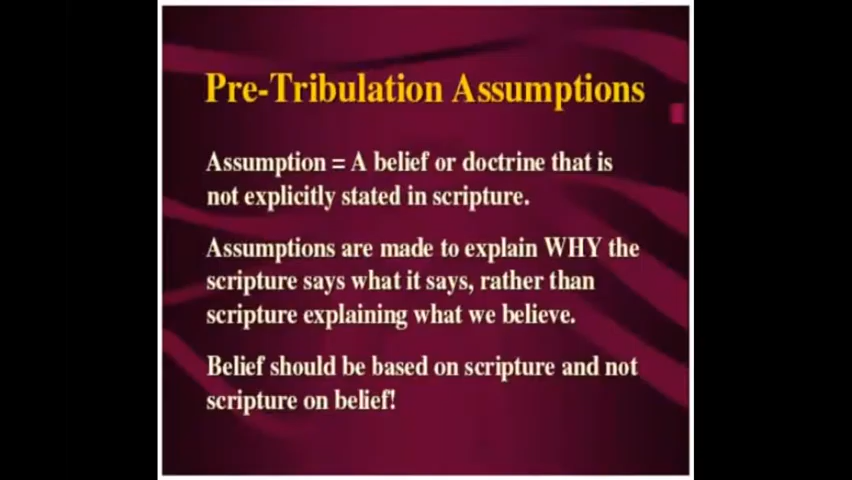 Pre-Tribulation Assumptions
Assumption = A belief or doctrine that is
not explicitly stated in scripture.
Assumptions are made to explain WHY the
scripture says what it says, rather than
scripture explaining what we believe.
Belief should be based on scripture and not
scripture on belief!